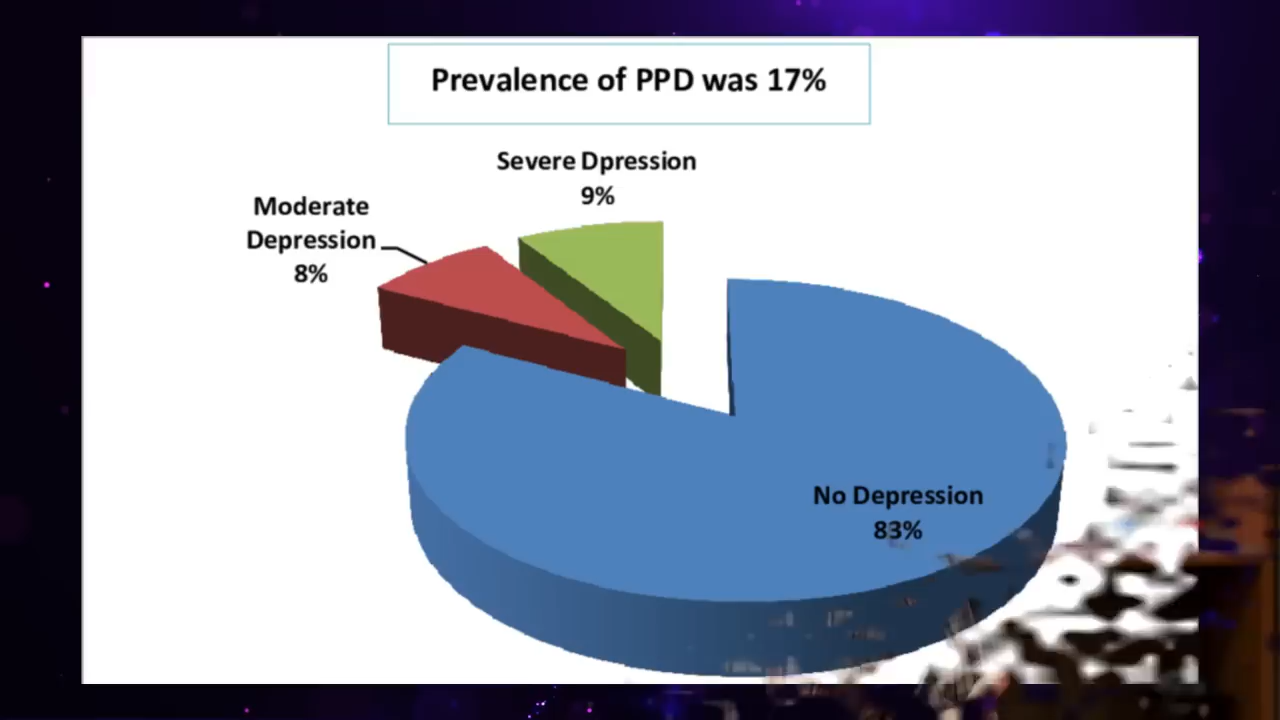 Prevalence of PPD was 17%
Severe Dpression
9%
Moderate
Depression
8%
No Depression
83%